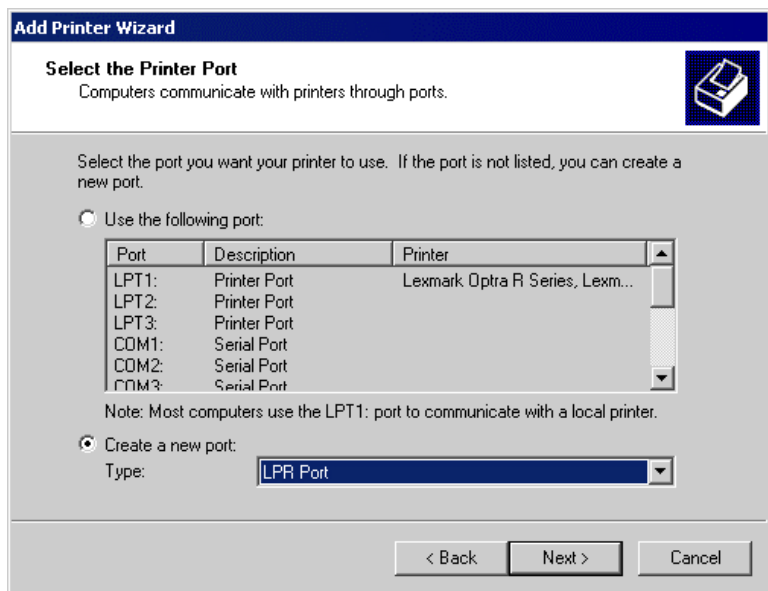 Add Printer Wizard
Select the Printer Port
Computers communicate with printers through ports.
Select the port you want your printer to use. If the port is not listed, you can create a
new port.
Use the following port:
Port Description Printer
LPT1: Printer Port Lexmark Optra R Series, Lexm...
LPT2: Printer Port
LPT3: Printer Port
COM1: Serial Port
COM2: Serial Port
COM3: Serial Port
Note: Most computers use the LPT1: port to communicate with a local printer.
Create a new port:
Type: LPR Port
< Back Next > Cancel